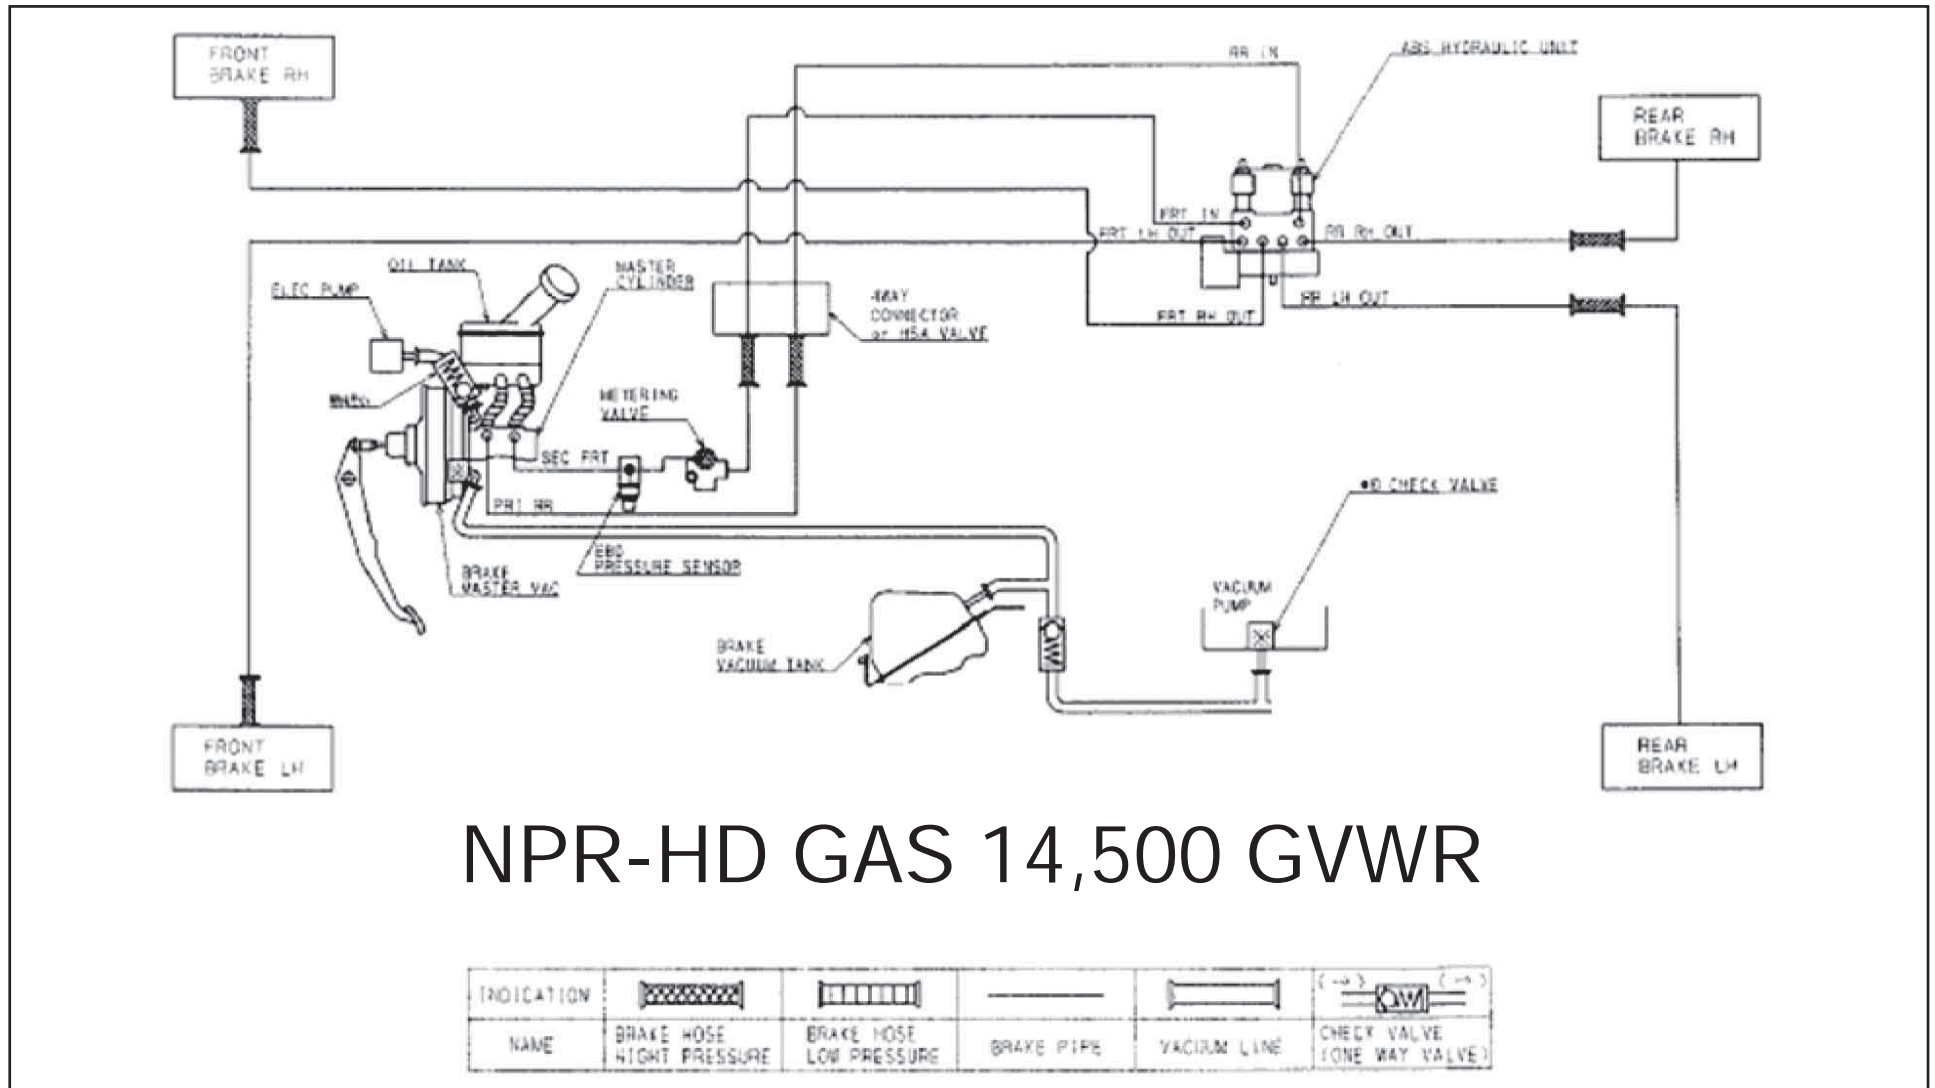 FRONT
BRAKE RH
RR IN
ABS HYDRAULIC UNIT
REAR
BRAKE RH
FRT IN
FRT LH OUT
RR RH OUT
OIL TANK
MASTER
CYLINDER
ELEC PUMP
4WAY
CONNECTOR
or HSA VALVE
RR LH OUT
FRT RH OUT
METERING
VALVE
SEC FRT
PRI RR
CHECK VALVE
EBD
PRESSURE SENSOR
BRAKE
MASTER VAC
VACUUM
PUMP
BRAKE
VACUUM TANK
FRONT
BRAKE LH
REAR
BRAKE LH
NPR-HD GAS 14,500 GVWR
INDICATION
NAME
BRAKE HOSE
HIGHT PRESSURE
BRAKE HOSE
LOW PRESSURE
BRAKE PIPE
VACUUM LINE
CHECK VALVE
(ONE WAY VALVE)